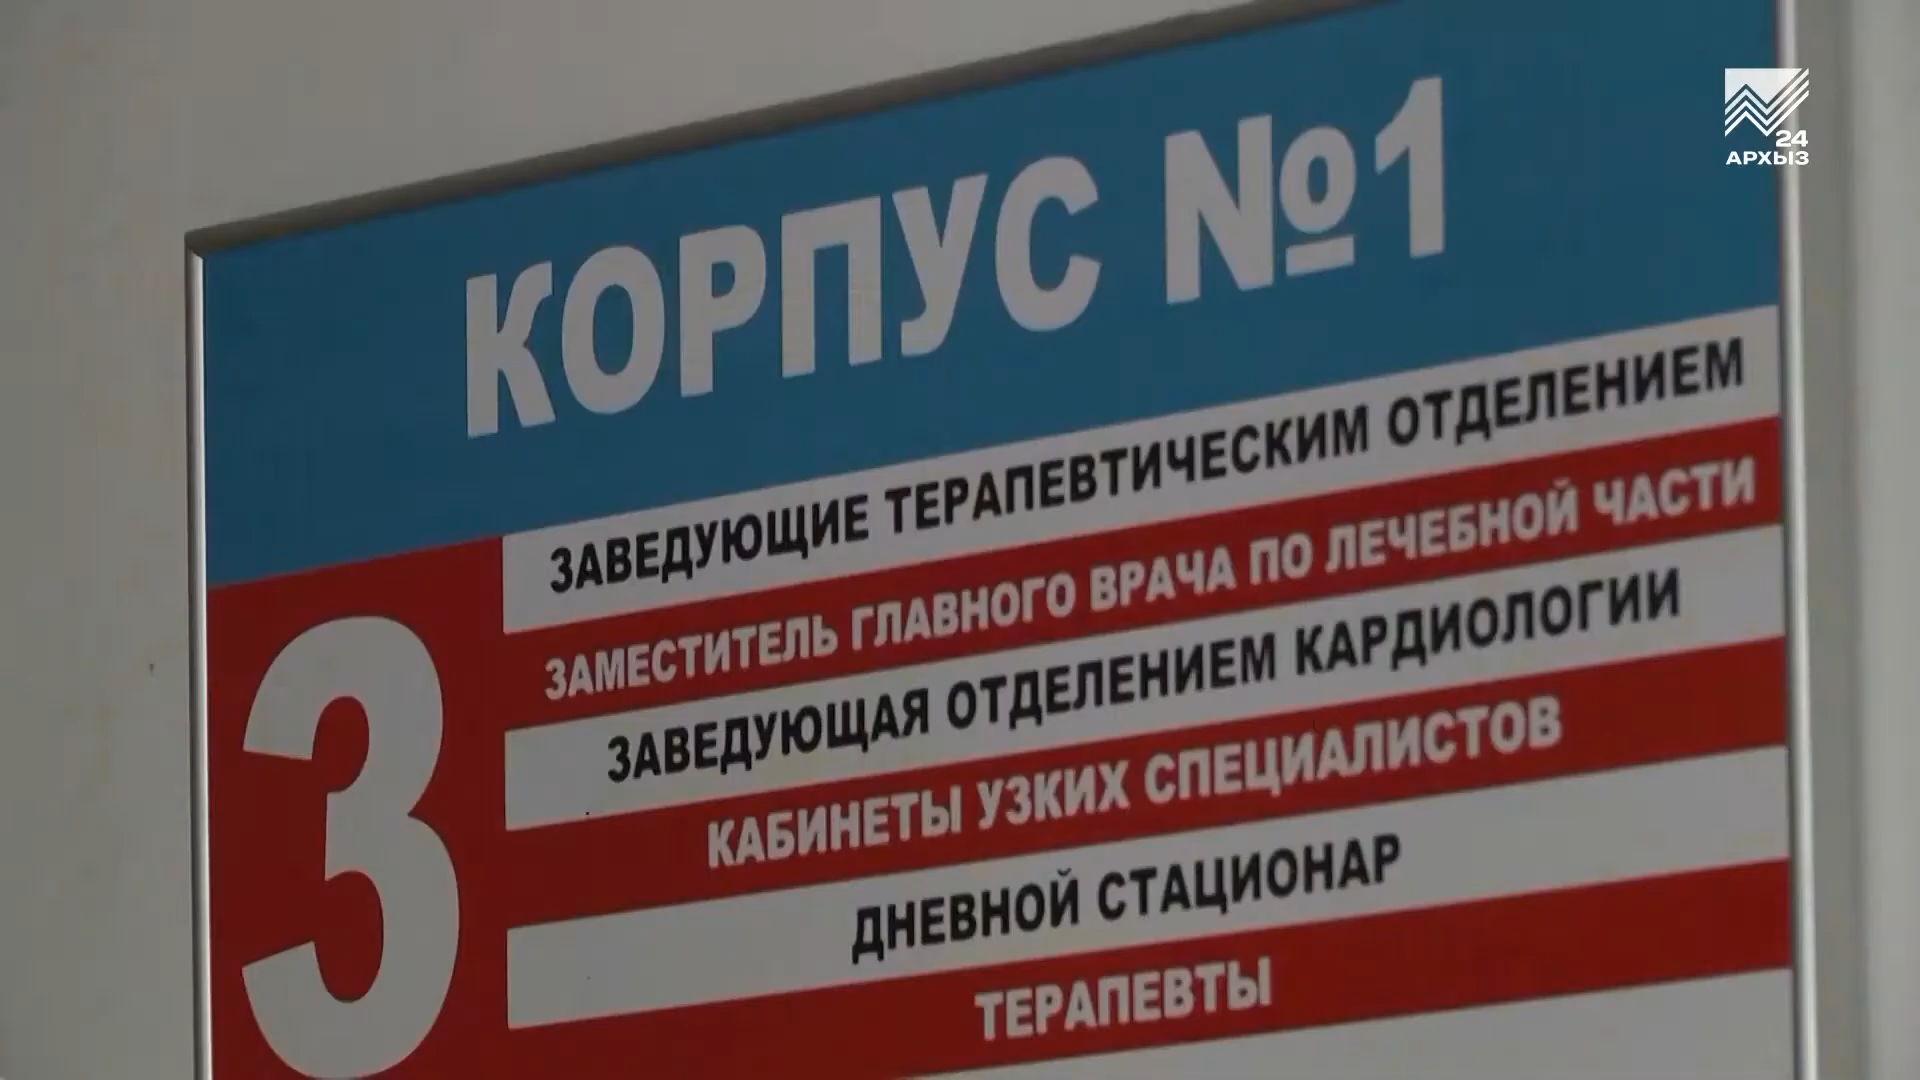 24
АРХЫЗ
КОРПУС №1
3
ЗАВЕДУЮЩИЕ ТЕРАПЕВТИЧЕСКИМ ОТДЕЛЕНИЕМ
ЗАМЕСТИТЕЛЬ ГЛАВНОГО ВРАЧА ПО ЛЕЧЕБНОЙ ЧАСТИ
ЗАВЕДУЮЩАЯ ОТДЕЛЕНИЕМ КАРДИОЛОГИИ
КАБИНЕТЫ УЗКИХ СПЕЦИАЛИСТОВ
ДНЕВНОЙ СТАЦИОНАР
ТЕРАПЕВТЫ